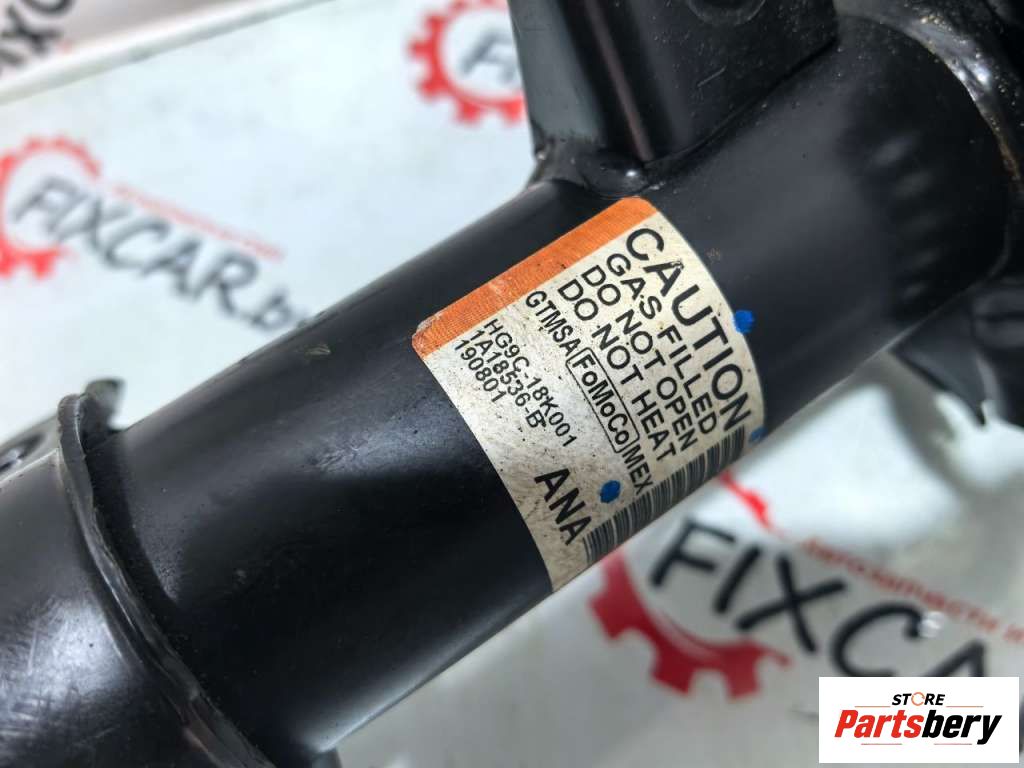 FIXCAR.by
CAUTION
GAS FILLED
DO NOT OPEN
DO NOT HEAT
GTMSA FoMoCo MEX
HG9C-18K001
1A18536-B
190801
ANA
FIXCA
STORE
Partsbery